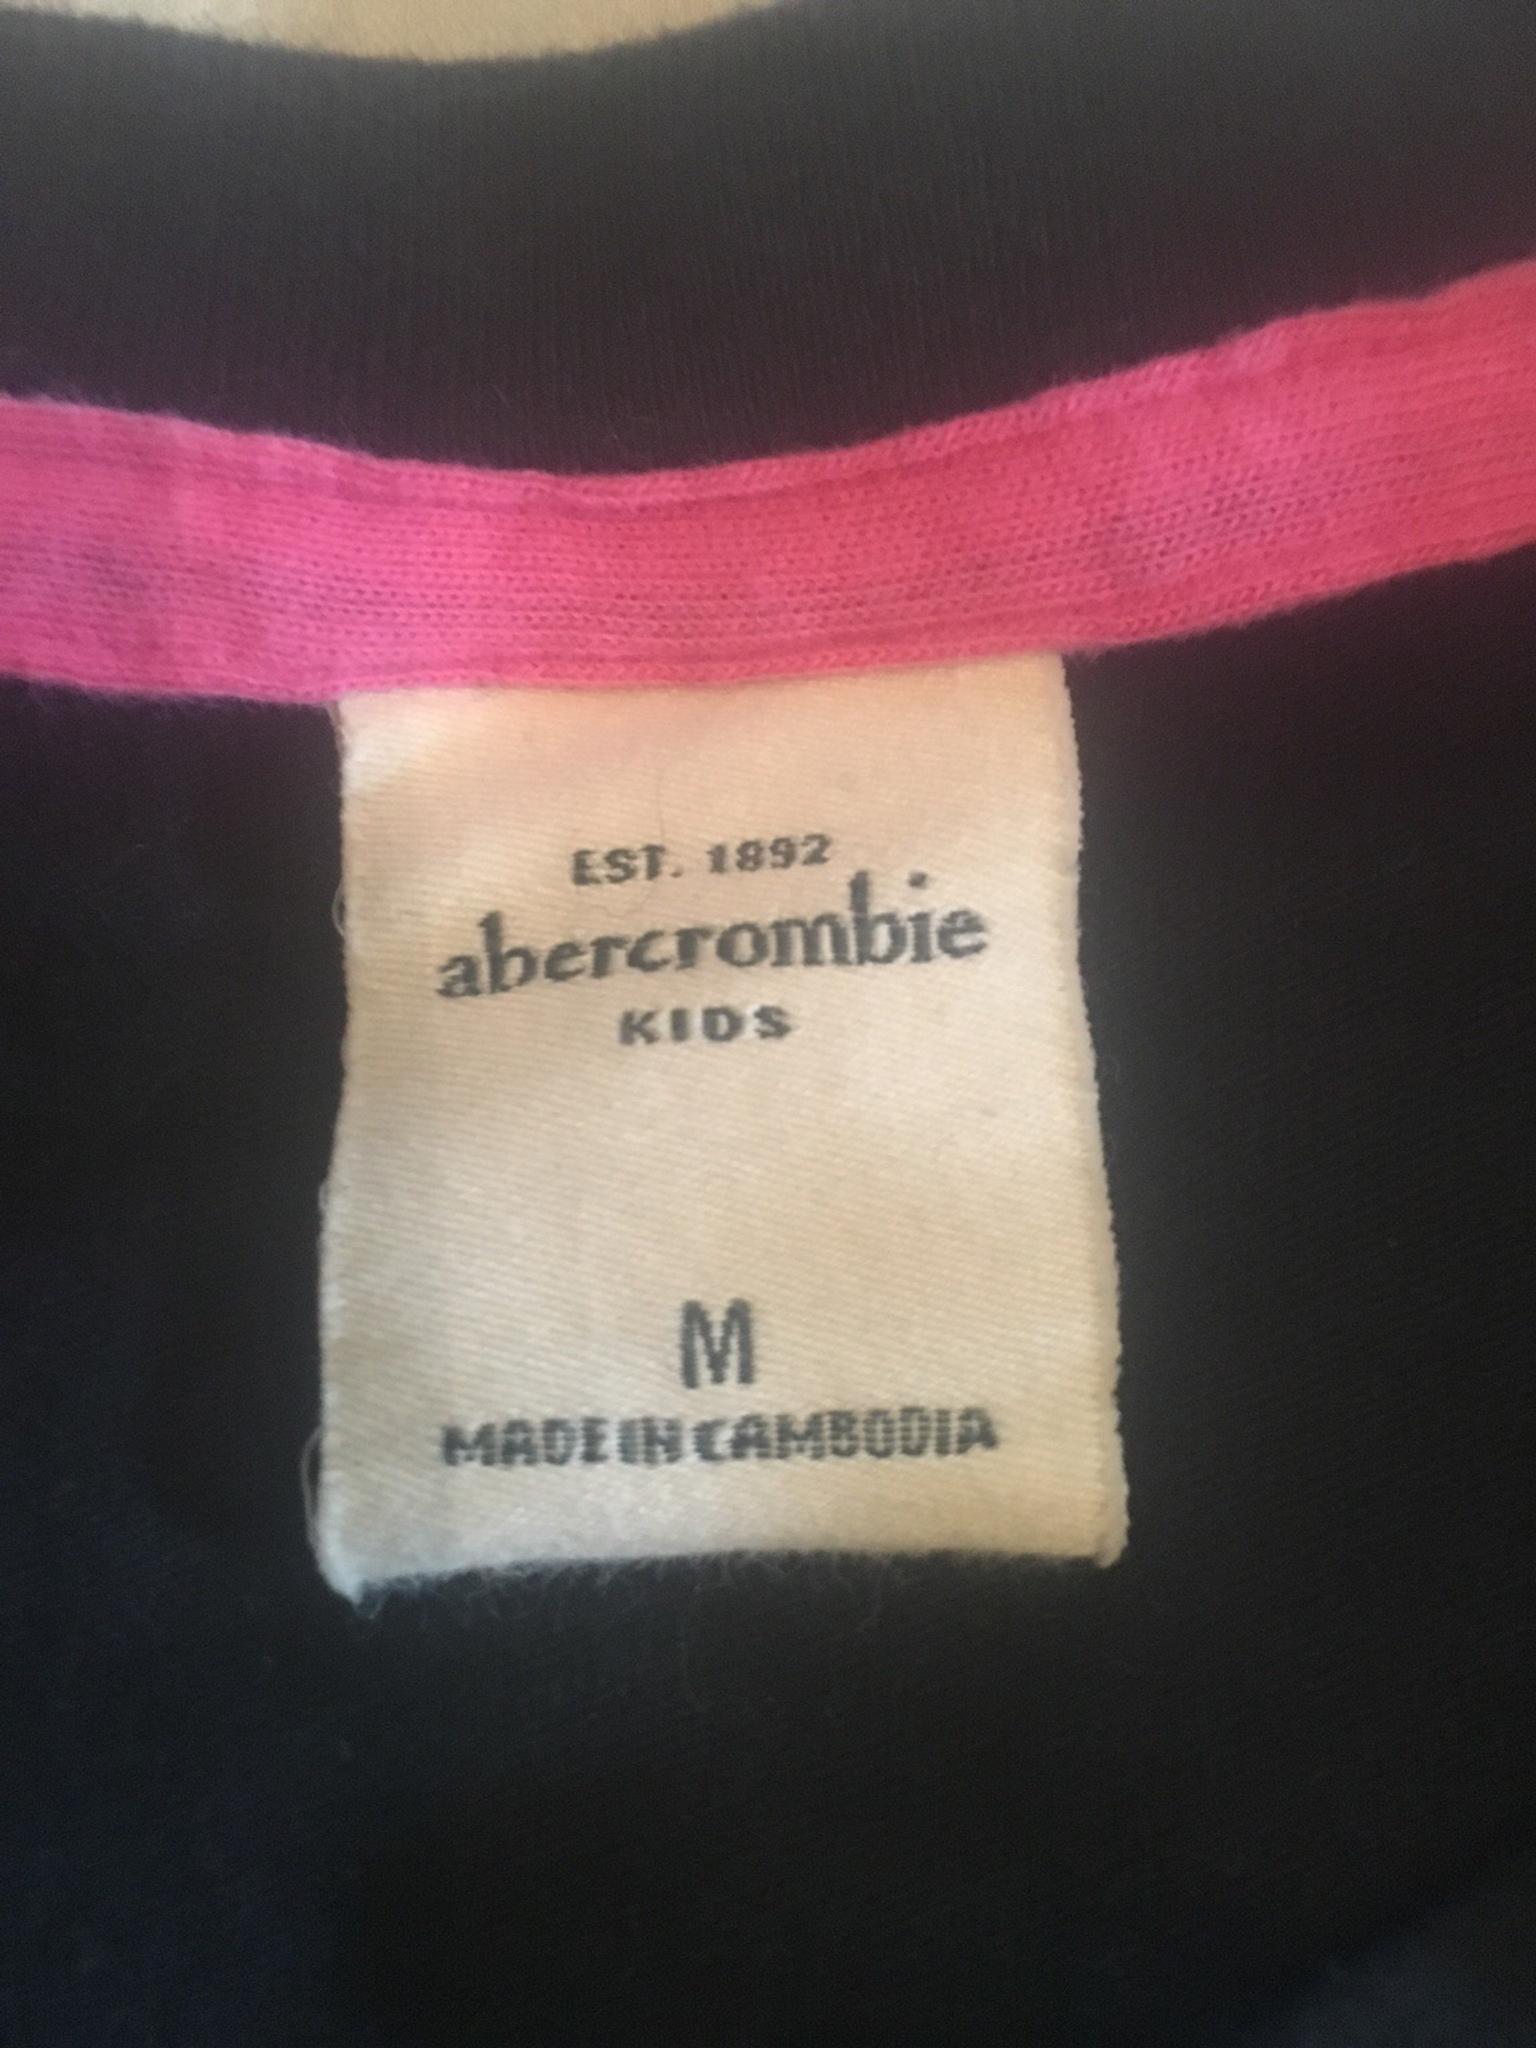 EST. 1892
abercrombie
KIDS
M
MADE IN CAMBODIA